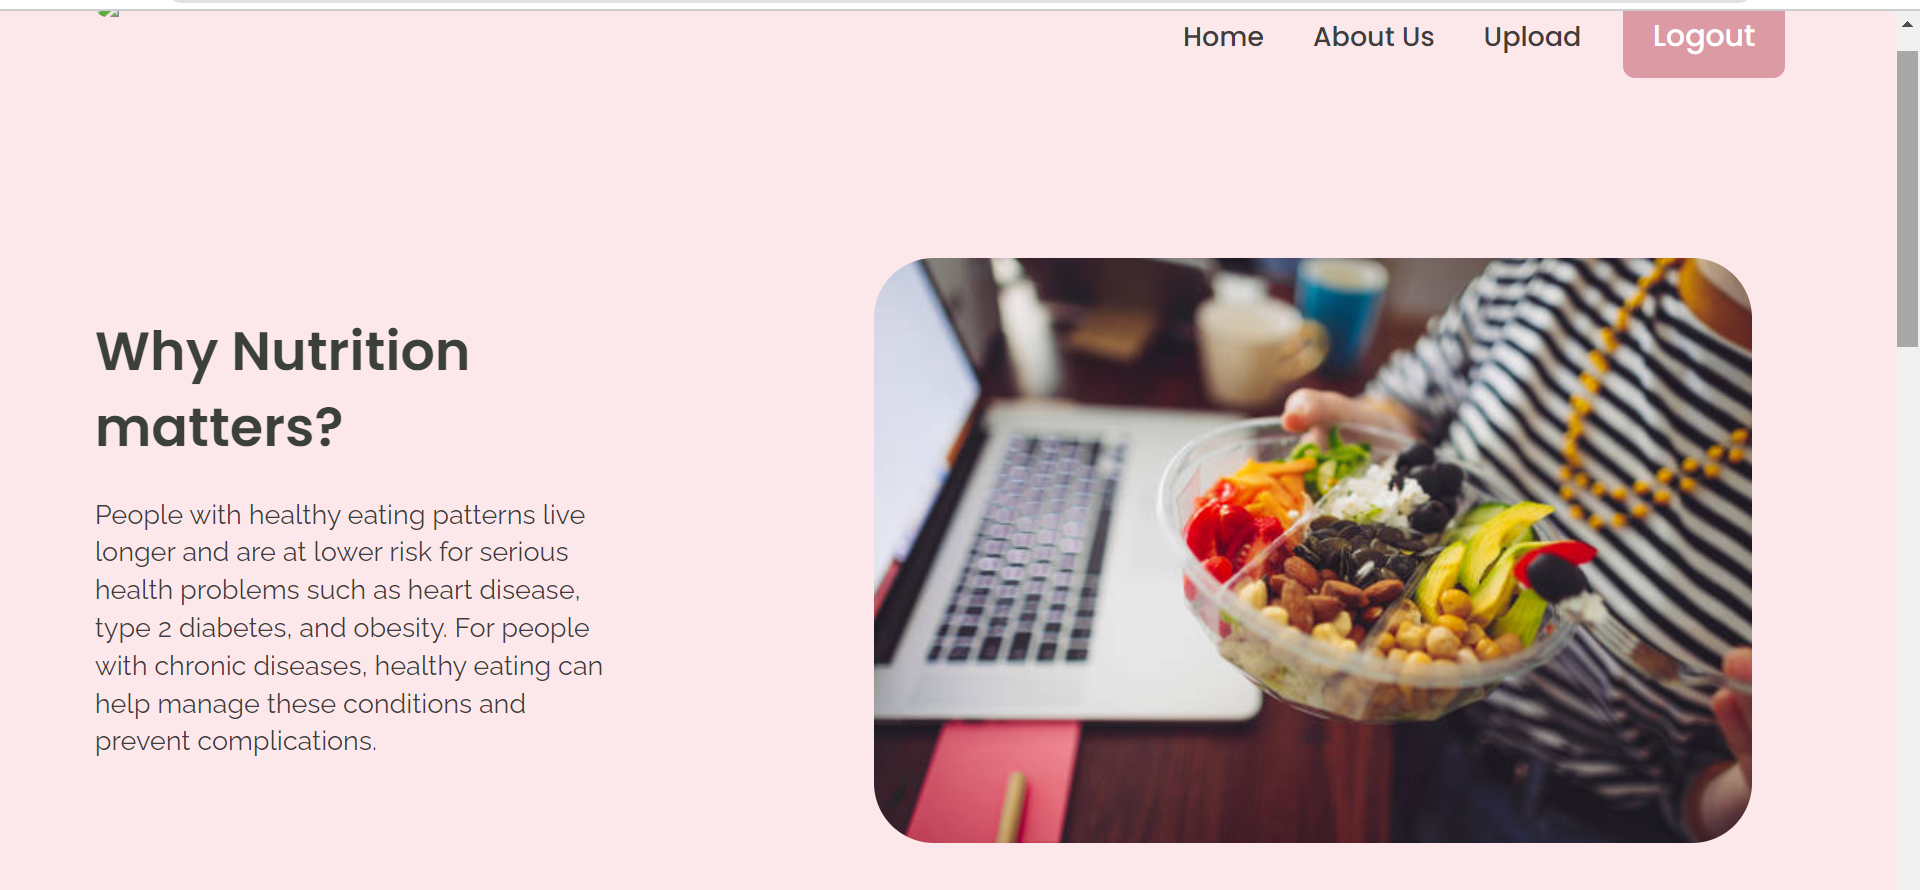 Home About Us Upload Logout
Why Nutrition
matters?
People with healthy eating patterns live
longer and are at lower risk for serious
health problems such as heart disease,
type 2 diabetes, and obesity. For people
with chronic diseases, healthy eating can
help manage these conditions and
prevent complications.